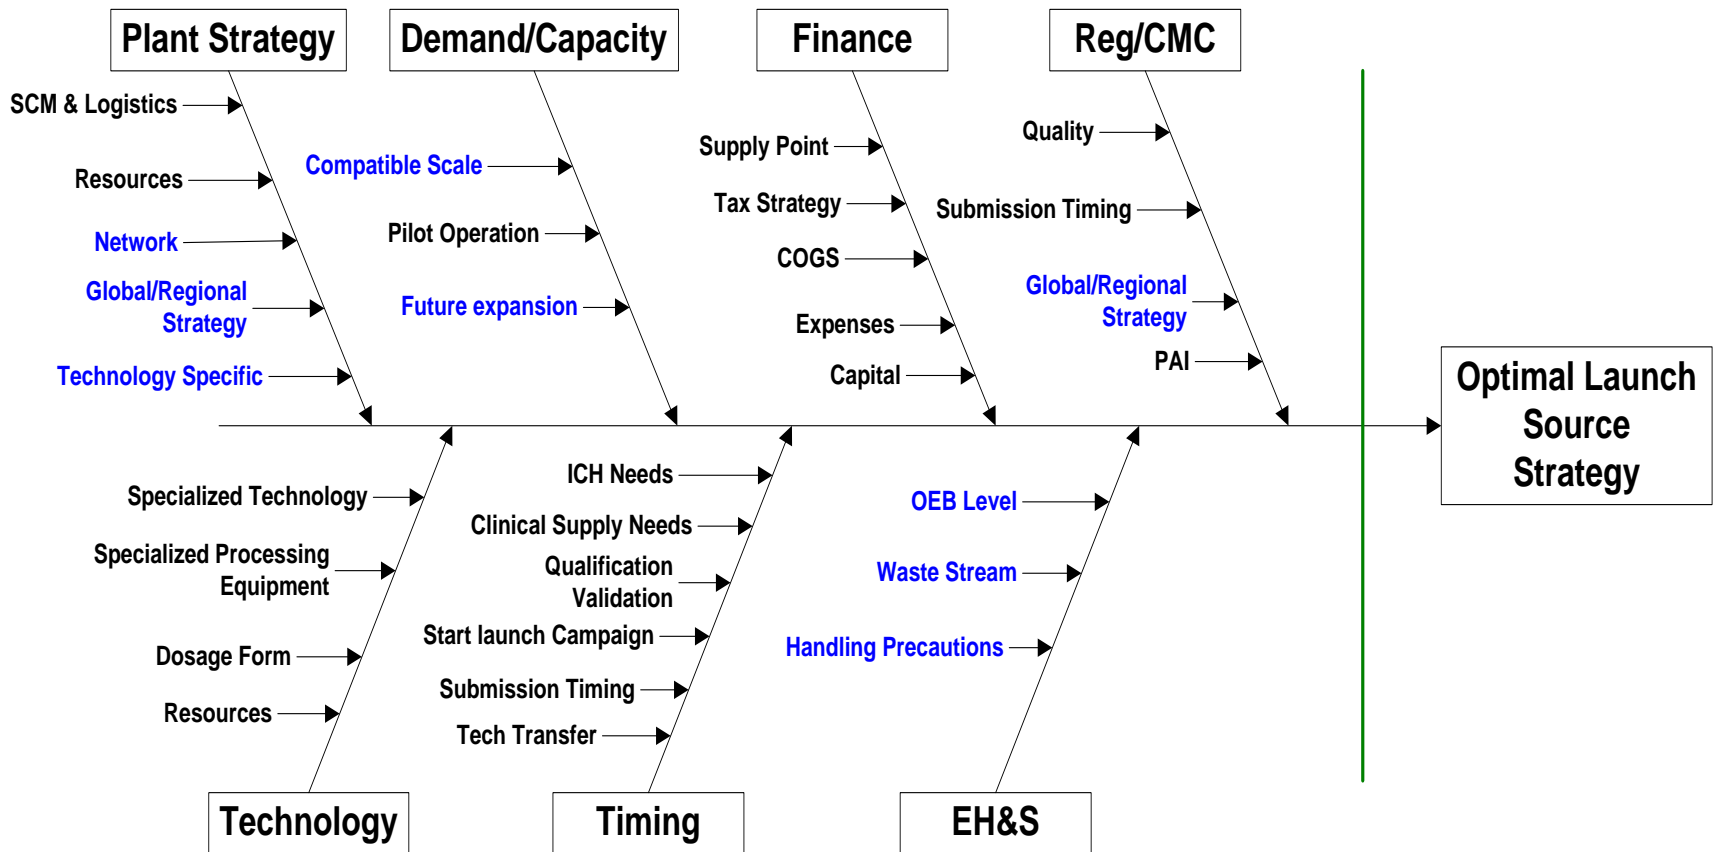 Plant Strategy
Demand/Capacity
Finance
Reg/CMC
SCM & Logistics
Resources
Network
Global/Regional
Strategy
Technology Specific
Compatible Scale
Pilot Operation
Future expansion
Supply Point
Tax Strategy
COGS
Expenses
Capital
Quality
Submission Timing
Global/Regional
Strategy
PAI
Optimal Launch
Source
Strategy
Specialized Technology
Specialized Processing
Equipment
Dosage Form
Resources
ICH Needs
Clinical Supply Needs
Qualification
Validation
Start launch Campaign
Submission Timing
Tech Transfer
OEB Level
Waste Stream
Handling Precautions
Technology
Timing
EH&S